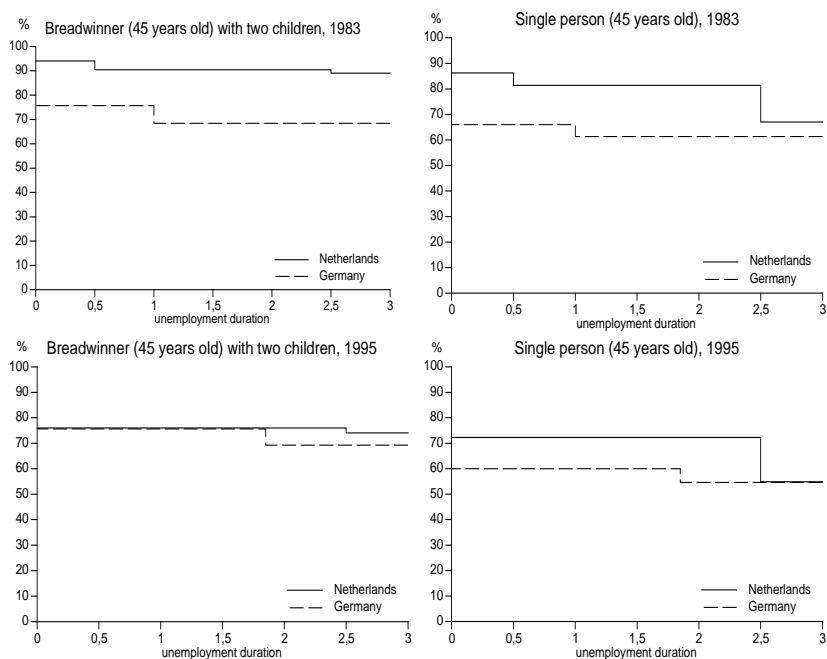 % Breadwinner (45 years old) with two children, 1983
100
90
80
70
60
50
40
30
20
10
0
Netherlands
Germany
0 0,5 1 1,5 2 2,5 3
unemployment duration
% Single person (45 years old), 1983
100
90
80
70
60
50
40
30
20
10
0
Netherlands
Germany
0 0,5 1 1,5 2 2,5 3
unemployment duration
% Breadwinner (45 years old) with two children, 1995
100
90
80
70
60
50
40
30
20
10
0
Netherlands
Germany
0 0,5 1 1,5 2 2,5 3
unemployment duration
% Single person (45 years old), 1995
100
90
80
70
60
50
40
30
20
10
0
Netherlands
Germany
0 0,5 1 1,5 2 2,5 3
unemployment duration